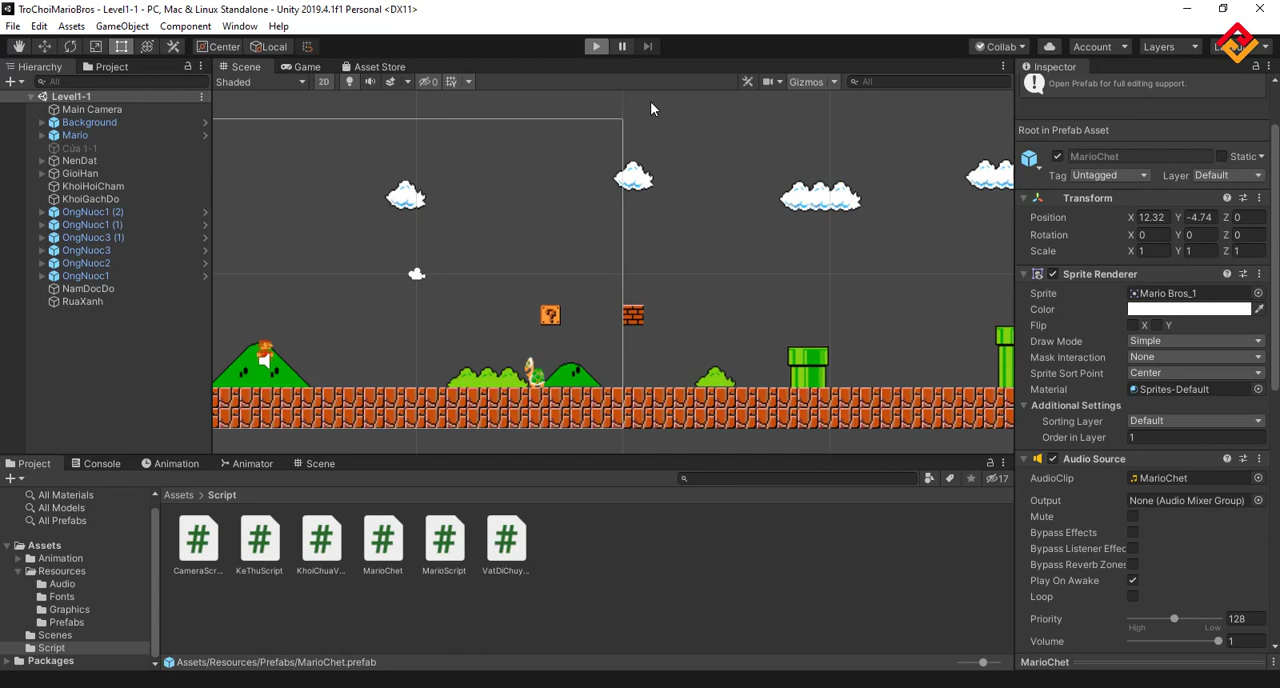 TroChoiMarioBros - Level1-1 - PC, Mac & Linux Standalone - Unity 2019.4.1f1 Personal <DX11>
File Edit Assets GameObject Component Window Help
Center Local Collab Account Layers
Hierarchy Project Scene Game Asset Store Inspector
All Shaded 2D Gizmos All
Open Prefab for full editing support.
Level1-1
Main Camera
Background
Mario
Cửa 1-1
NenDat
GioiHan
KhoiHoiCham
KhoiGachDo
OngNuoc1 (2)
OngNuoc1 (1)
OngNuoc3 (1)
OngNuoc3
OngNuoc2
OngNuoc1
NamDocDo
RuaXanh
Root in Prefab Asset
MarioChet Static
Tag Untagged Layer Default
Transform
Position X 12.32 Y -4.74 Z 0
Rotation X 0 Y 0 Z 0
Scale X 1 Y 1 Z 1
Sprite Renderer
Sprite Mario Bros_1
Color
Flip X Y
Draw Mode Simple
Mask Interaction None
Sprite Sort Point Center
Material Sprites-Default
Additional Settings
Sorting Layer Default
Order in Layer 1
Audio Source
AudioClip MarioChet
Output None (Audio Mixer Group)
Mute
Bypass Effects
Bypass Listener Effec
Bypass Reverb Zones
Play On Awake
Loop
Priority 128
High Low
Volume 1
MarioChet
Project Console Animation Animator Scene
17
All Materials
All Models
All Prefabs
Assets
Animation
Resources
Audio
Fonts
Graphics
Prefabs
Scenes
Script
Packages
Assets > Script
CameraScr... KeThuScript KhoiChuaV... MarioChet MarioScript VatDiChuy...
Assets/Resources/Prefabs/MarioChet.prefab